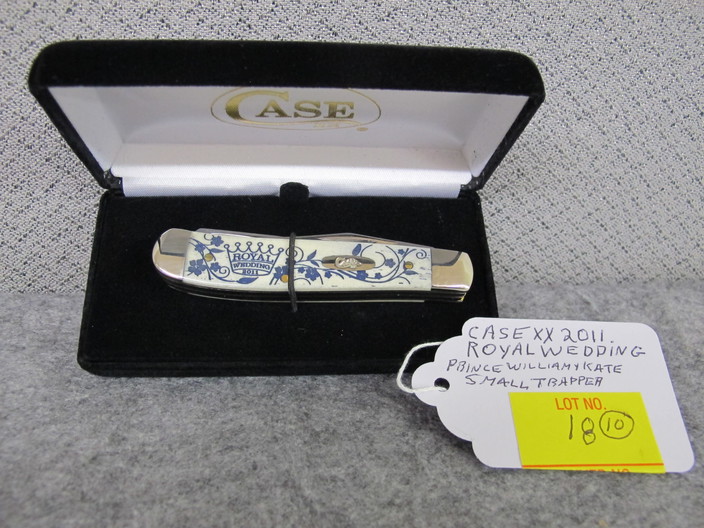 CASE
ROYAL
WEDDING
2011
CASE XX 2011.
ROYAL WEDDING
PRINCE WILLIAM Y KATE
SMALL TRAPPER
LOT NO.
18 10